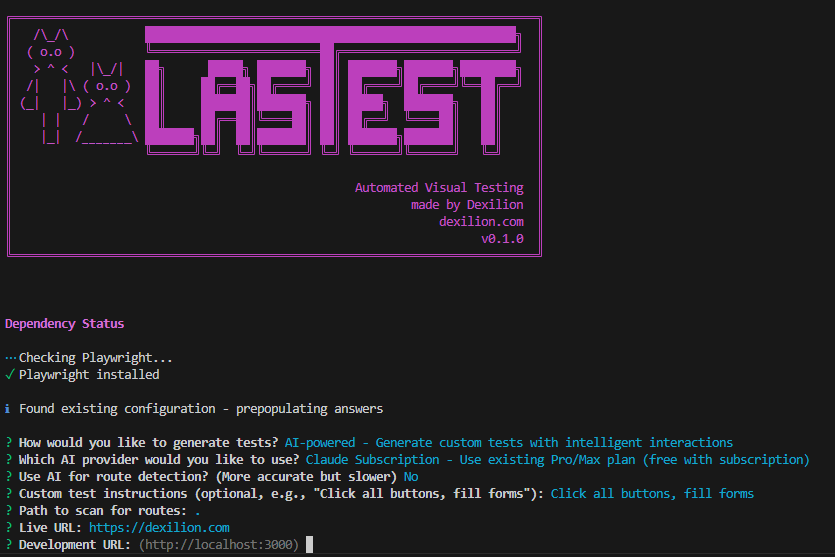 LASTEST
Automated Visual Testing
made by Dexilion
dexilion.com
v0.1.0
Dependency Status
Checking Playwright...
✓ Playwright installed
i Found existing configuration - prepopulating answers
? How would you like to generate tests? AI-powered - Generate custom tests with intelligent interactions
? Which AI provider would you like to use? Claude Subscription - Use existing Pro/Max plan (free with subscription)
? Use AI for route detection? (More accurate but slower) No
? Custom test instructions (optional, e.g., "Click all buttons, fill forms"): Click all buttons, fill forms
? Path to scan for routes: .
? Live URL: https://dexilion.com
? Development URL: (http://localhost:3000)